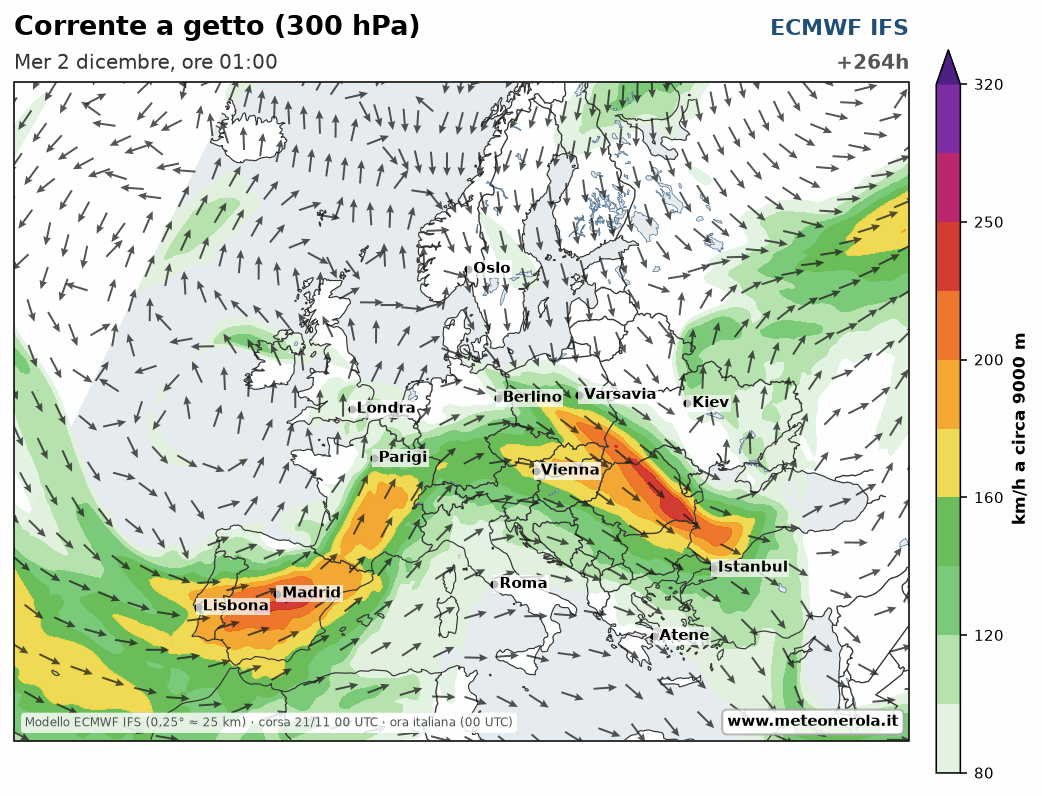 Corrente a getto (300 hPa)
ECMWF IFS
Mer 2 dicembre, ore 01:00
+264h
320
250
200
160
120
80
km/h a circa 9000 m
Oslo
Berlino
Varsavia
Kiev
Londra
Parigi
Vienna
Istanbul
Roma
Madrid
Lisbona
Atene
Modello ECMWF IFS (0,25° ≈ 25 km) · corsa 21/11 00 UTC · ora italiana (00 UTC)
www.meteonerola.it